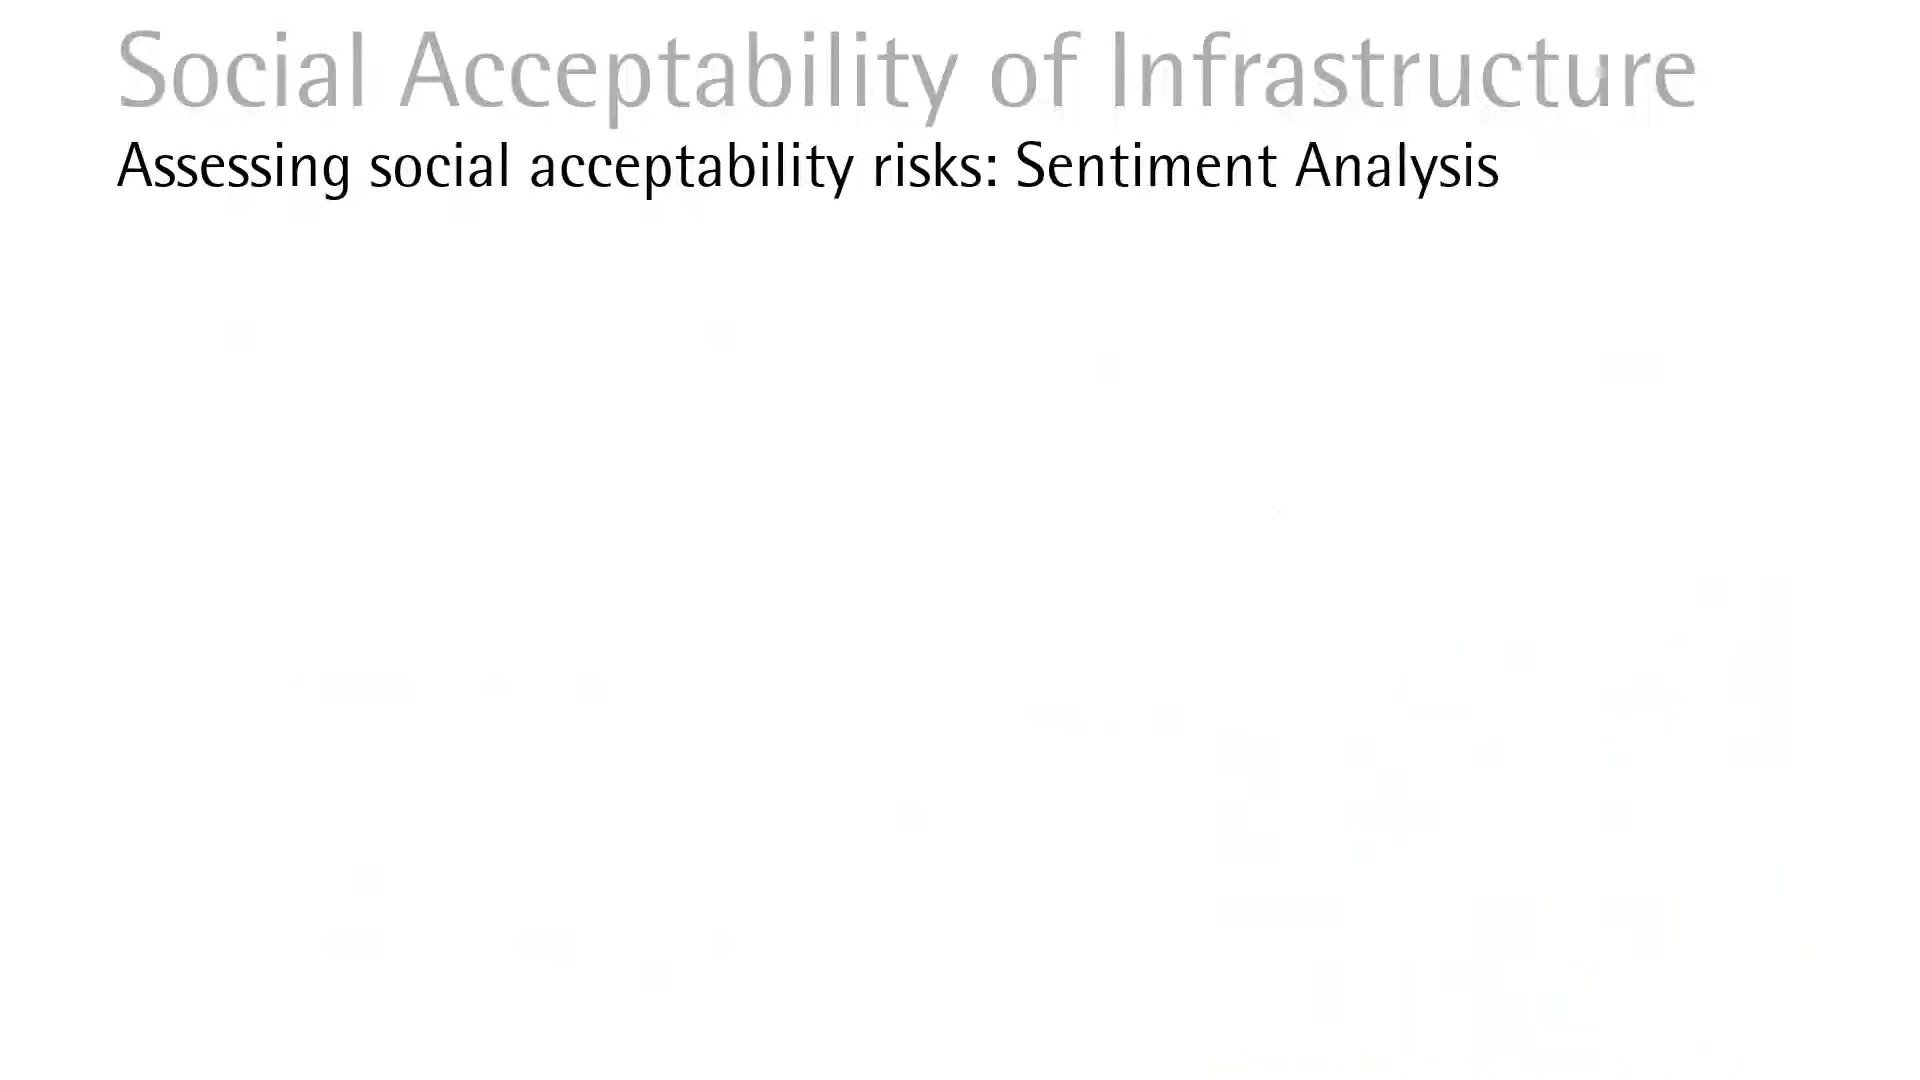 Social Acceptability of Infrastructure
Assessing social acceptability risks: Sentiment Analysis